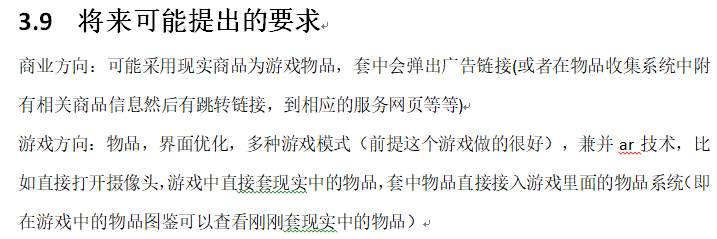 3.9 将来可能提出的要求
商业方向：可能采用现实商品为游戏物品，套中会弹出广告链接(或者在物品收集系统中附
有相关商品信息然后有跳转链接，到相应的服务网页等等)
游戏方向：物品，界面优化，多种游戏模式（前提这个游戏做的很好），兼并 ar 技术，比
如直接打开摄像头，游戏中直接套现实中的物品，套中物品直接接入游戏里面的物品系统（即
在游戏中的物品图鉴可以查看刚刚套现实中的物品）